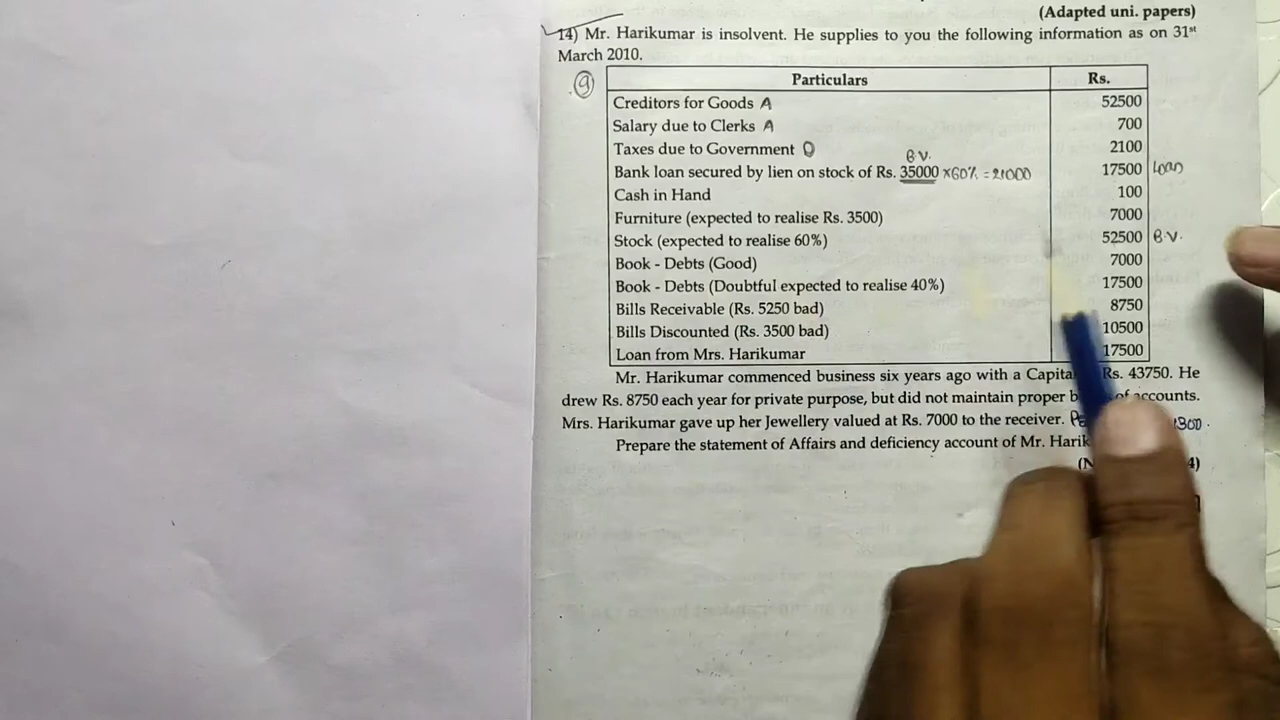 (Adapted uni. papers)
14) Mr. Harikumar is insolvent. He supplies to you the following information as on 31st
March 2010.
9
Particulars Rs.
Creditors for Goods A 52500
Salary due to Clerks A 700
Taxes due to Government D 2100
B.V.
Bank loan secured by lien on stock of Rs. 35000 ×60% = 21000 17500 Loan
Cash in Hand 100
Furniture (expected to realise Rs. 3500) 7000
Stock (expected to realise 60%) 52500 B.V.
Book - Debts (Good) 7000
Book - Debts (Doubtful expected to realise 40%) 17500
Bills Receivable (Rs. 5250 bad) 8750
Bills Discounted (Rs. 3500 bad) 10500
Loan from Mrs. Harikumar 17500
Mr. Harikumar commenced business six years ago with a Capita Rs. 43750. He
drew Rs. 8750 each year for private purpose, but did not maintain proper b of accounts.
Mrs. Harikumar gave up her Jewellery valued at Rs. 7000 to the receiver.
Prepare the statement of Affairs and deficiency account of Mr. Harik
(N 4)